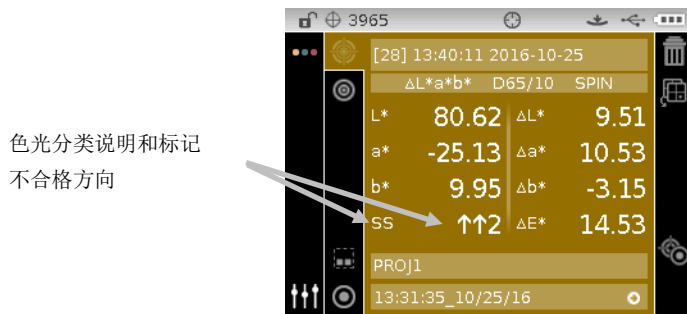 3965
[28] 13:40:11 2016-10-25
ΔL*a*b* D65/10 SPIN
L* 80.62 ΔL* 9.51
a* -25.13 Δa* 10.53
b* 9.95 Δb* -3.15
SS ↑↑2 ΔE* 14.53
PROJ1
13:31:35_10/25/16
色光分类说明和标记
不合格方向